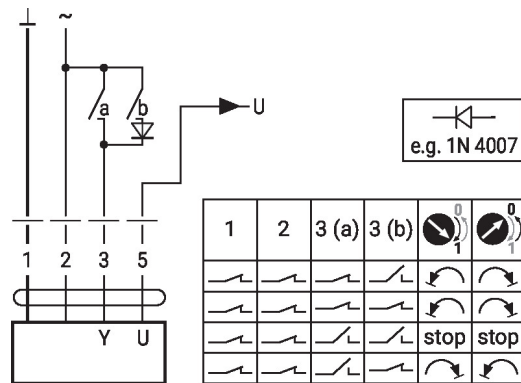 ⊥ ~
a b
U
e.g. 1N 4007
1 2 3 5
Y U
1 2 3 (a) 3 (b) 0 1 0 1
stop stop